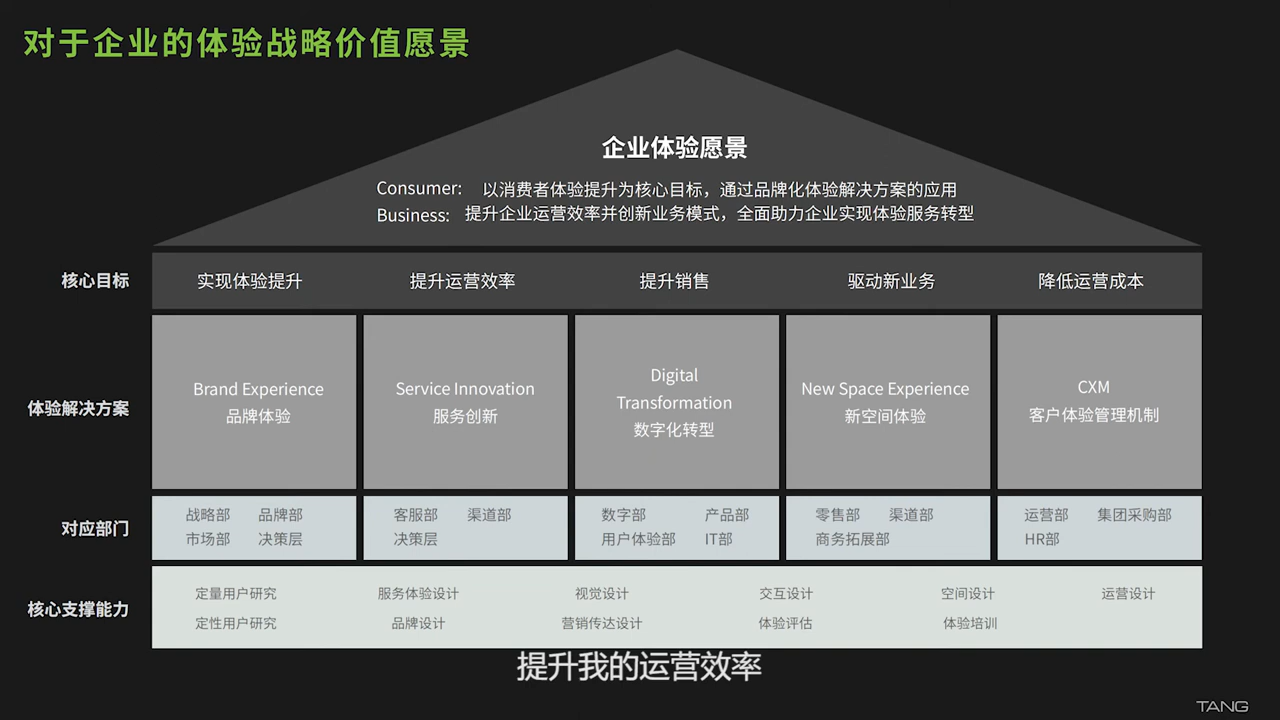 对于企业的体验战略价值愿景
企业体验愿景
Consumer: 以消费者体验提升为核心目标，通过品牌化体验解决方案的应用
Business: 提升企业运营效率并创新业务模式，全面助力企业实现体验服务转型
核心目标 实现体验提升 提升运营效率 提升销售 驱动新业务 降低运营成本
体验解决方案
Brand Experience
品牌体验
Service Innovation
服务创新
Digital
Transformation
数字化转型
New Space Experience
新空间体验
CXM
客户体验管理机制
对应部门
战略部 品牌部
市场部 决策层
客服部 渠道部
决策层
数字部 产品部
用户体验部 IT部
零售部 渠道部
商务拓展部
运营部 集团采购部
HR部
核心支撑能力
定量用户研究 服务体验设计 视觉设计 交互设计 空间设计 运营设计
定性用户研究 品牌设计 营销传达设计 体验评估 体验培训
提升我的运营效率
TANG